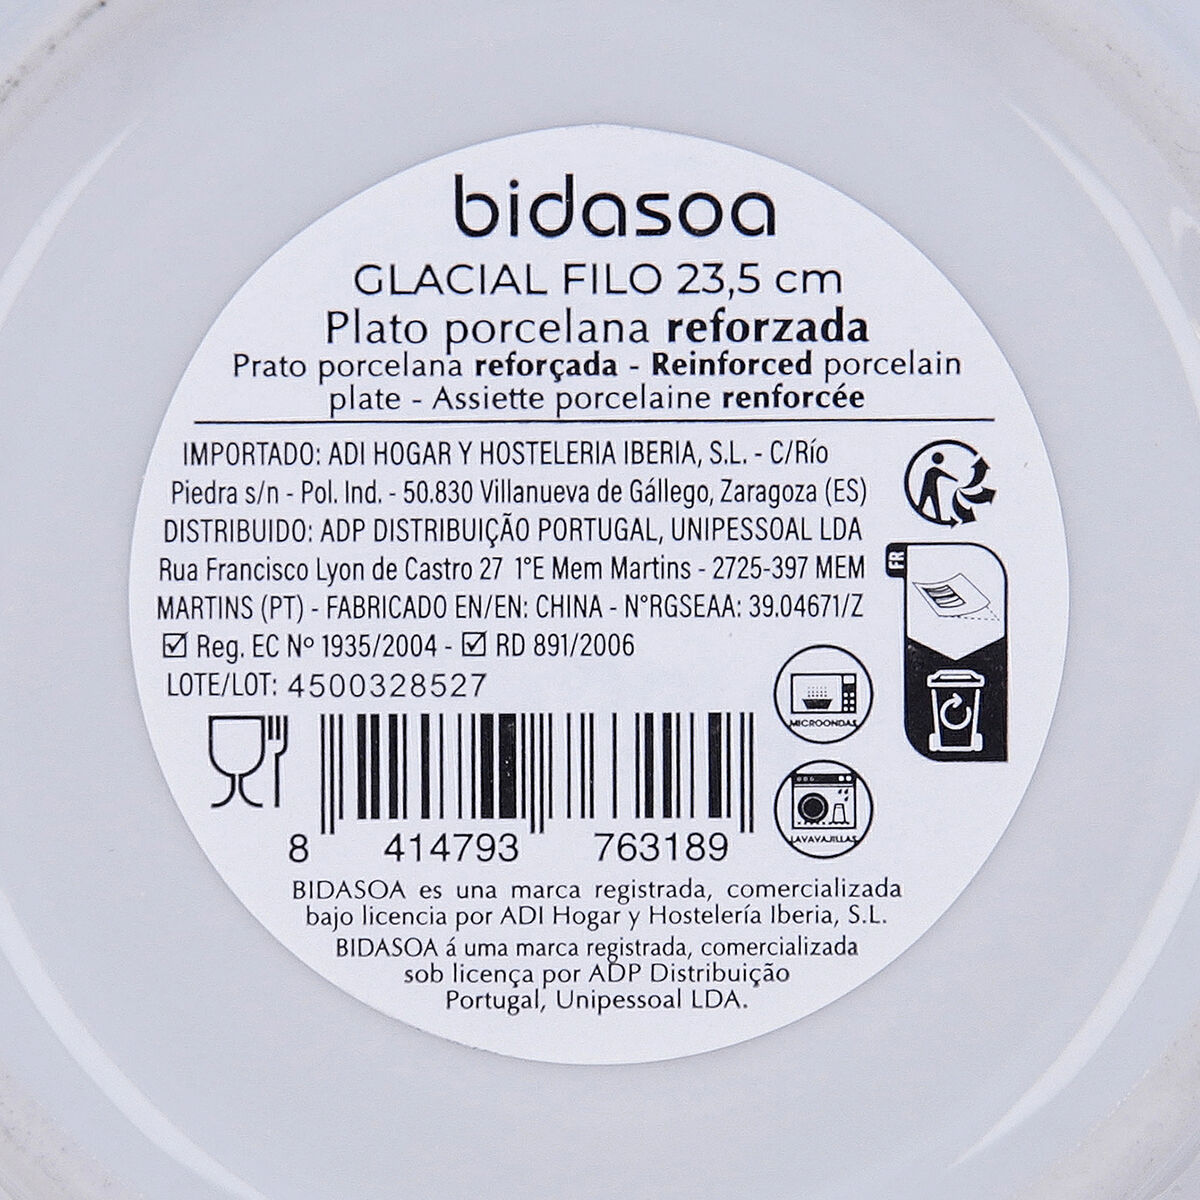 bidasoa
GLACIAL FILO 23,5 cm
Plato porcelana reforzada
Prato porcelana reforçada - Reinforced porcelain
plate - Assiette porcelaine renforcée
IMPORTADO: ADI HOGAR Y HOSTELERIA IBERIA, S.L. - C/Río
Piedra s/n - Pol. Ind. - 50.830 Villanueva de Gállego, Zaragoza (ES)
DISTRIBUIDO: ADP DISTRIBUIÇÃO PORTUGAL, UNIPESSOAL LDA
Rua Francisco Lyon de Castro 27 1°E Mem Martins - 2725-397 MEM
MARTINS (PT) - FABRICADO EN/EN: CHINA - N°RGSEAA: 39.04671/Z
☑ Reg. EC Nº 1935/2004 - ☑ RD 891/2006
LOTE/LOT: 4500328527
FR
MICROONDAS
LAVAVAJILLAS
8 414793 763189
BIDASOA es una marca registrada, comercializada
bajo licencia por ADI Hogar y Hostelería Iberia, S.L.
BIDASOA á uma marca registrada, comercializada
sob licença por ADP Distribuição
Portugal, Unipessoal LDA.